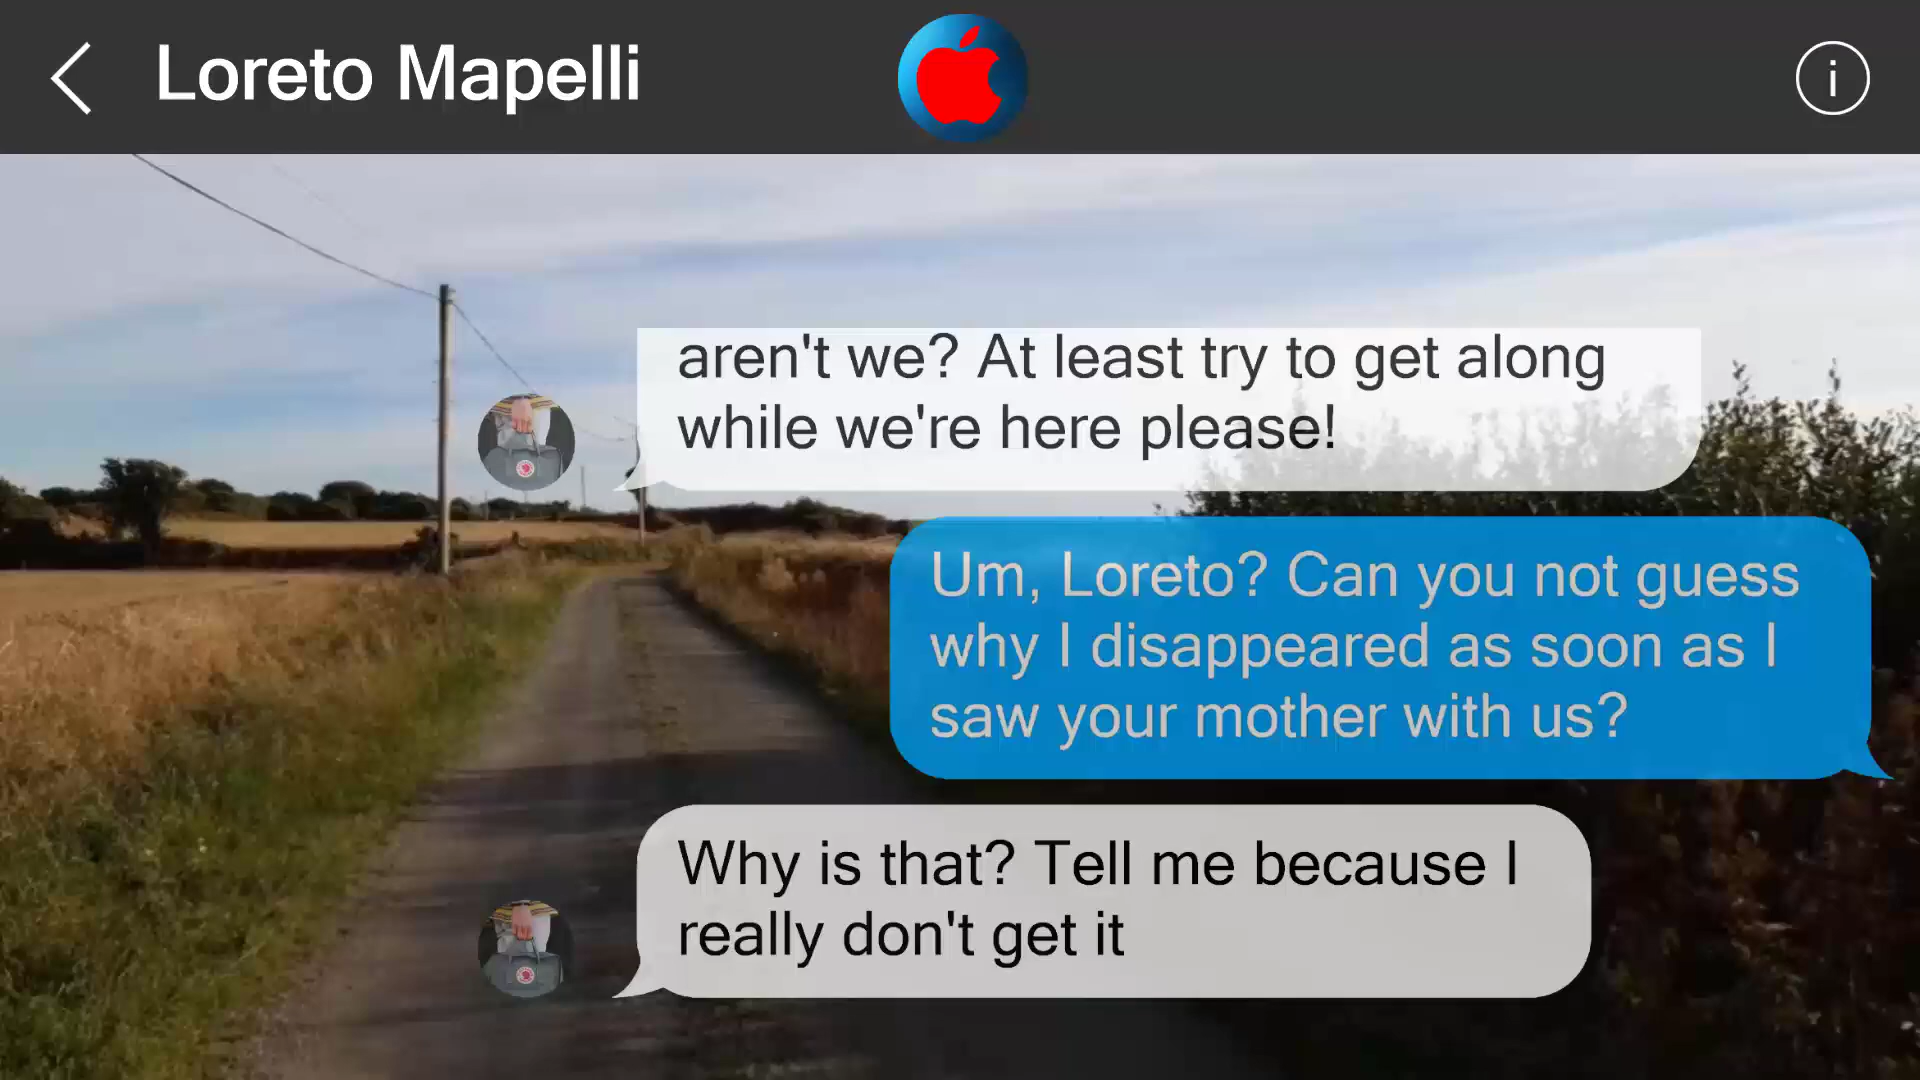 Loreto Mapelli
i
aren't we? At least try to get along
while we're here please!
Um, Loreto? Can you not guess
why I disappeared as soon as I
saw your mother with us?
Why is that? Tell me because I
really don't get it